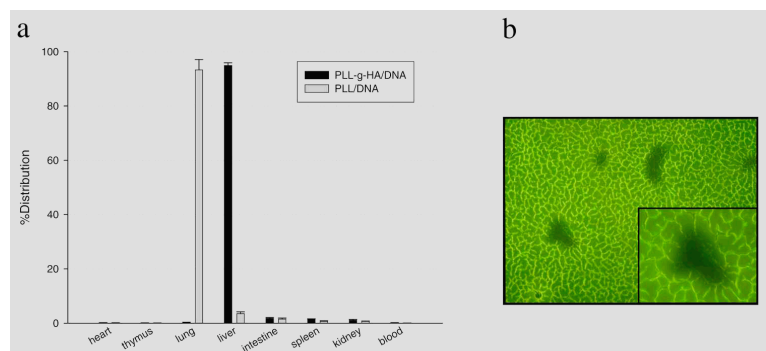 a
b
%Distribution
100
80
60
40
20
0
PLL-g-HA/DNA
PLL/DNA
heart
thymus
lung
liver
intestine
spleen
kidney
blood